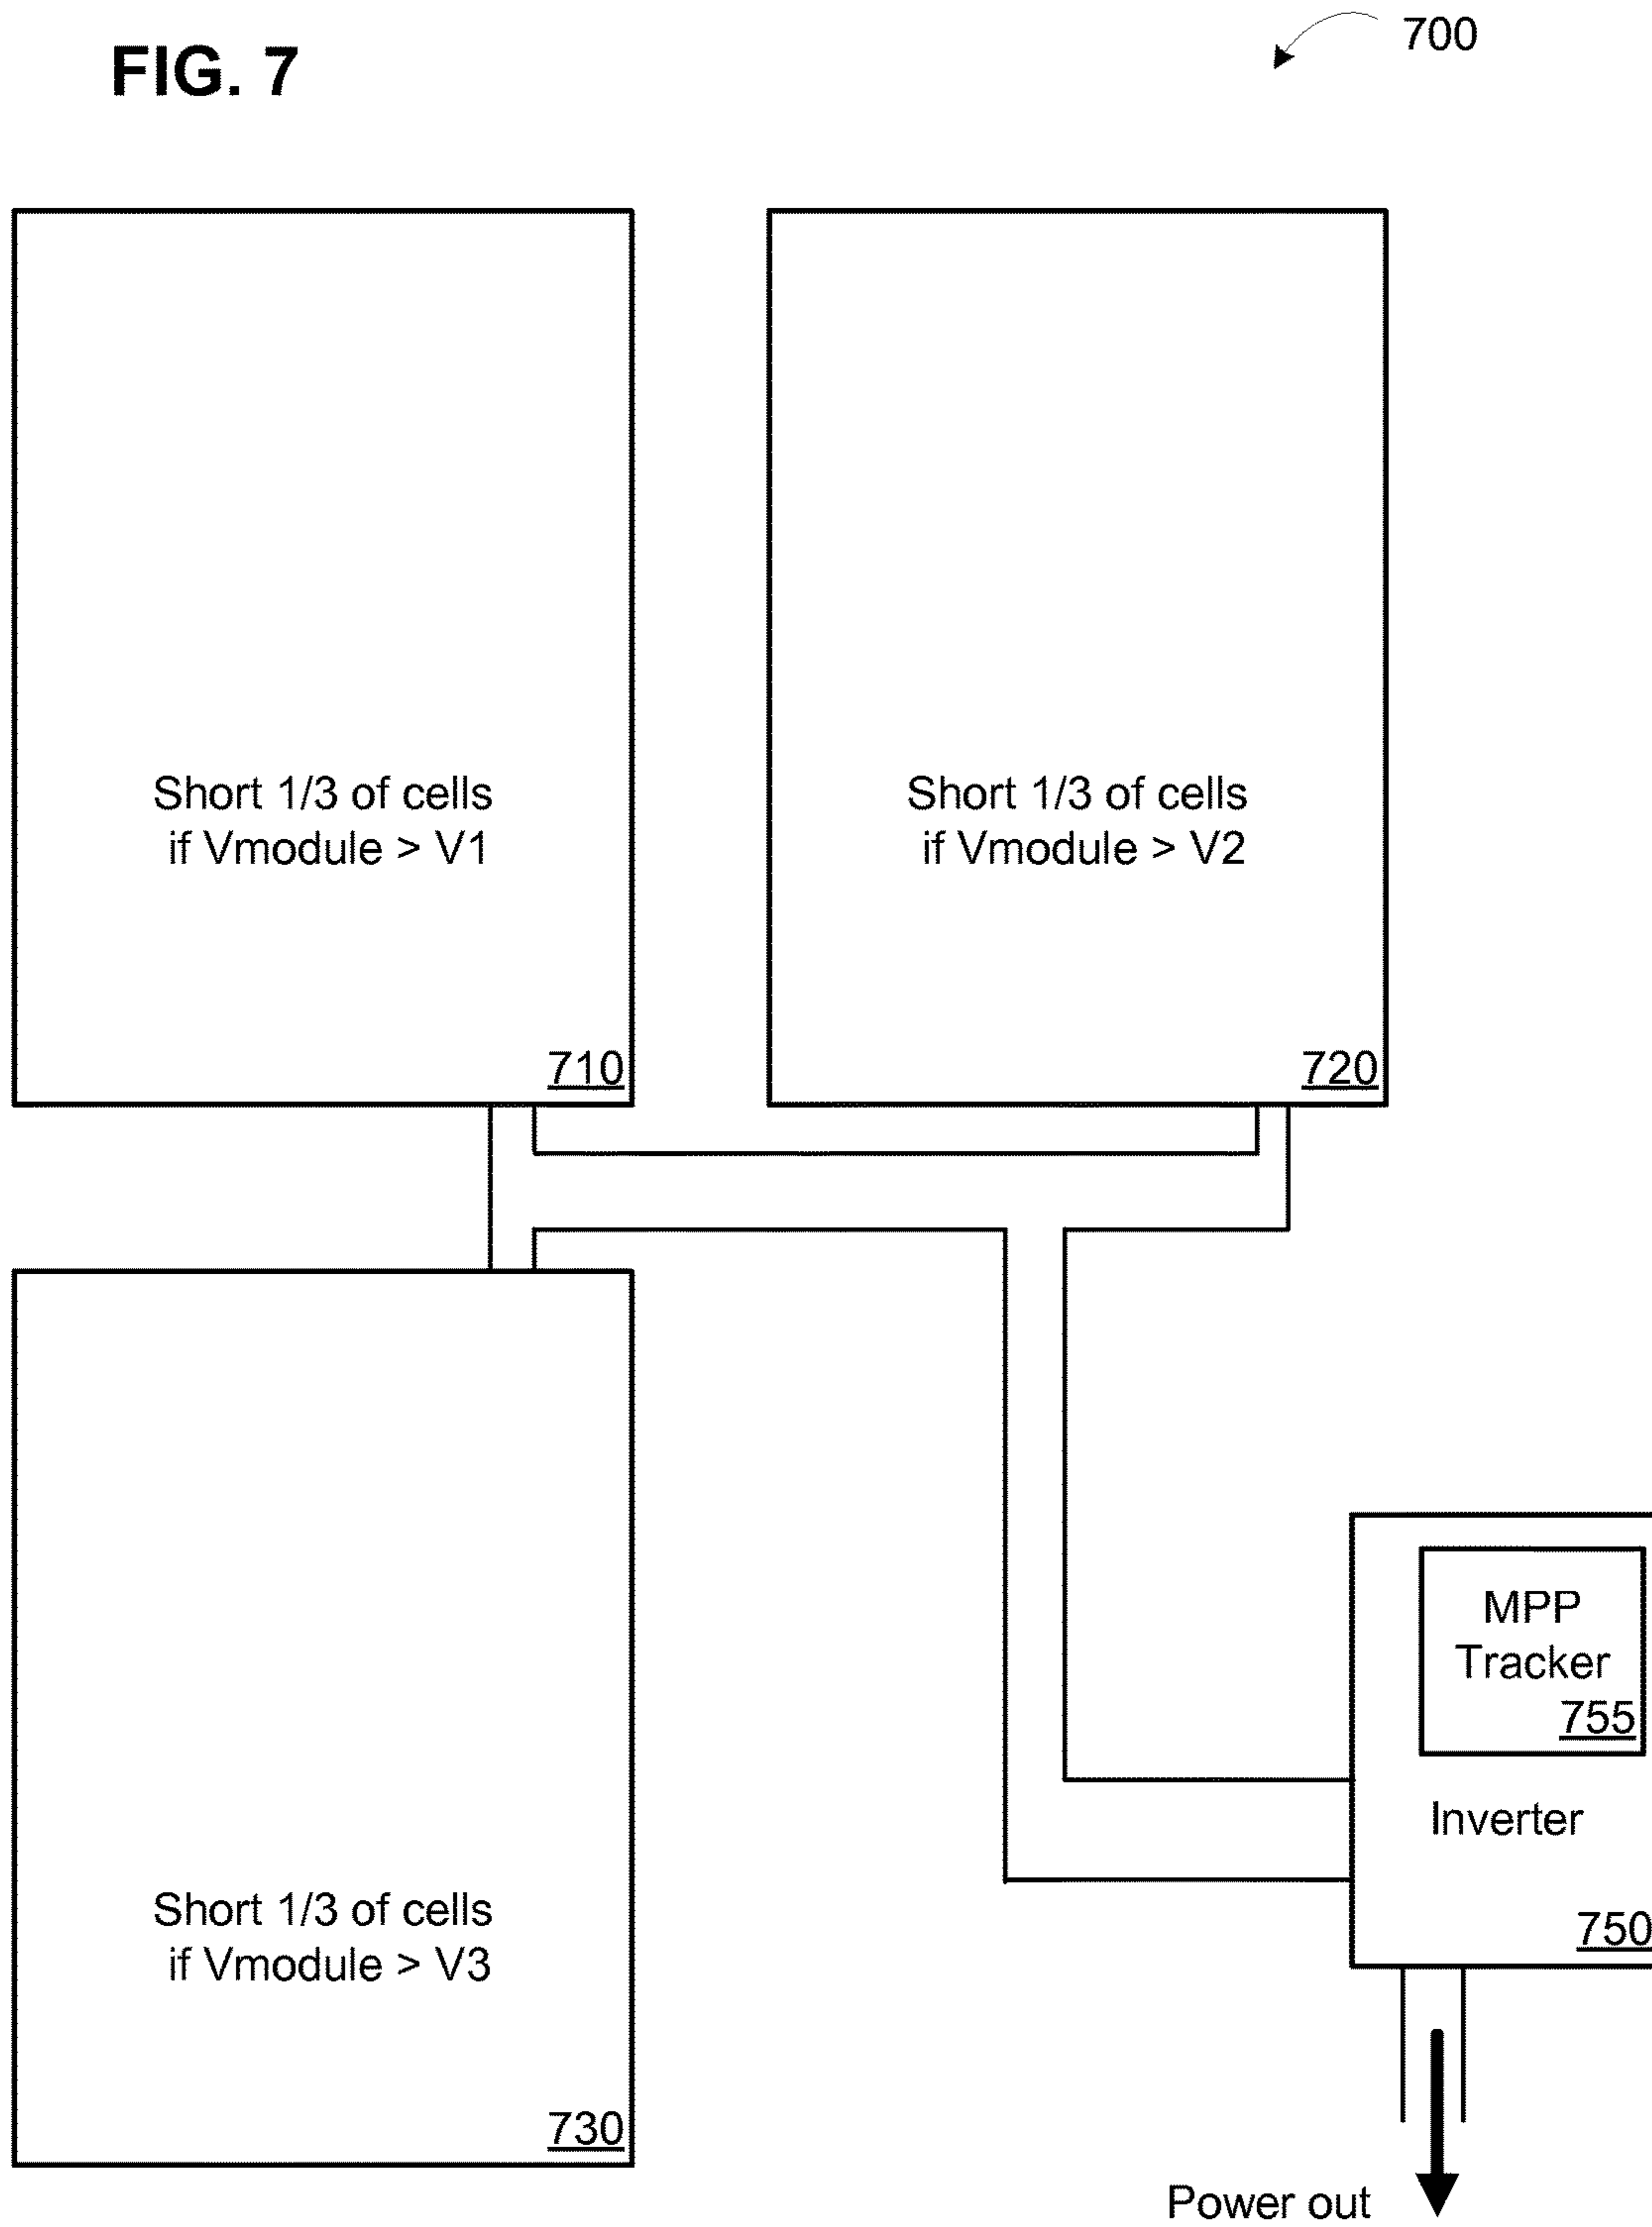 FIG. 7
700
Short 1/3 of cells
if Vmodule > V1
710
Short 1/3 of cells
if Vmodule > V2
720
Short 1/3 of cells
if Vmodule > V3
730
MPP
Tracker
755
Inverter
750
Power out